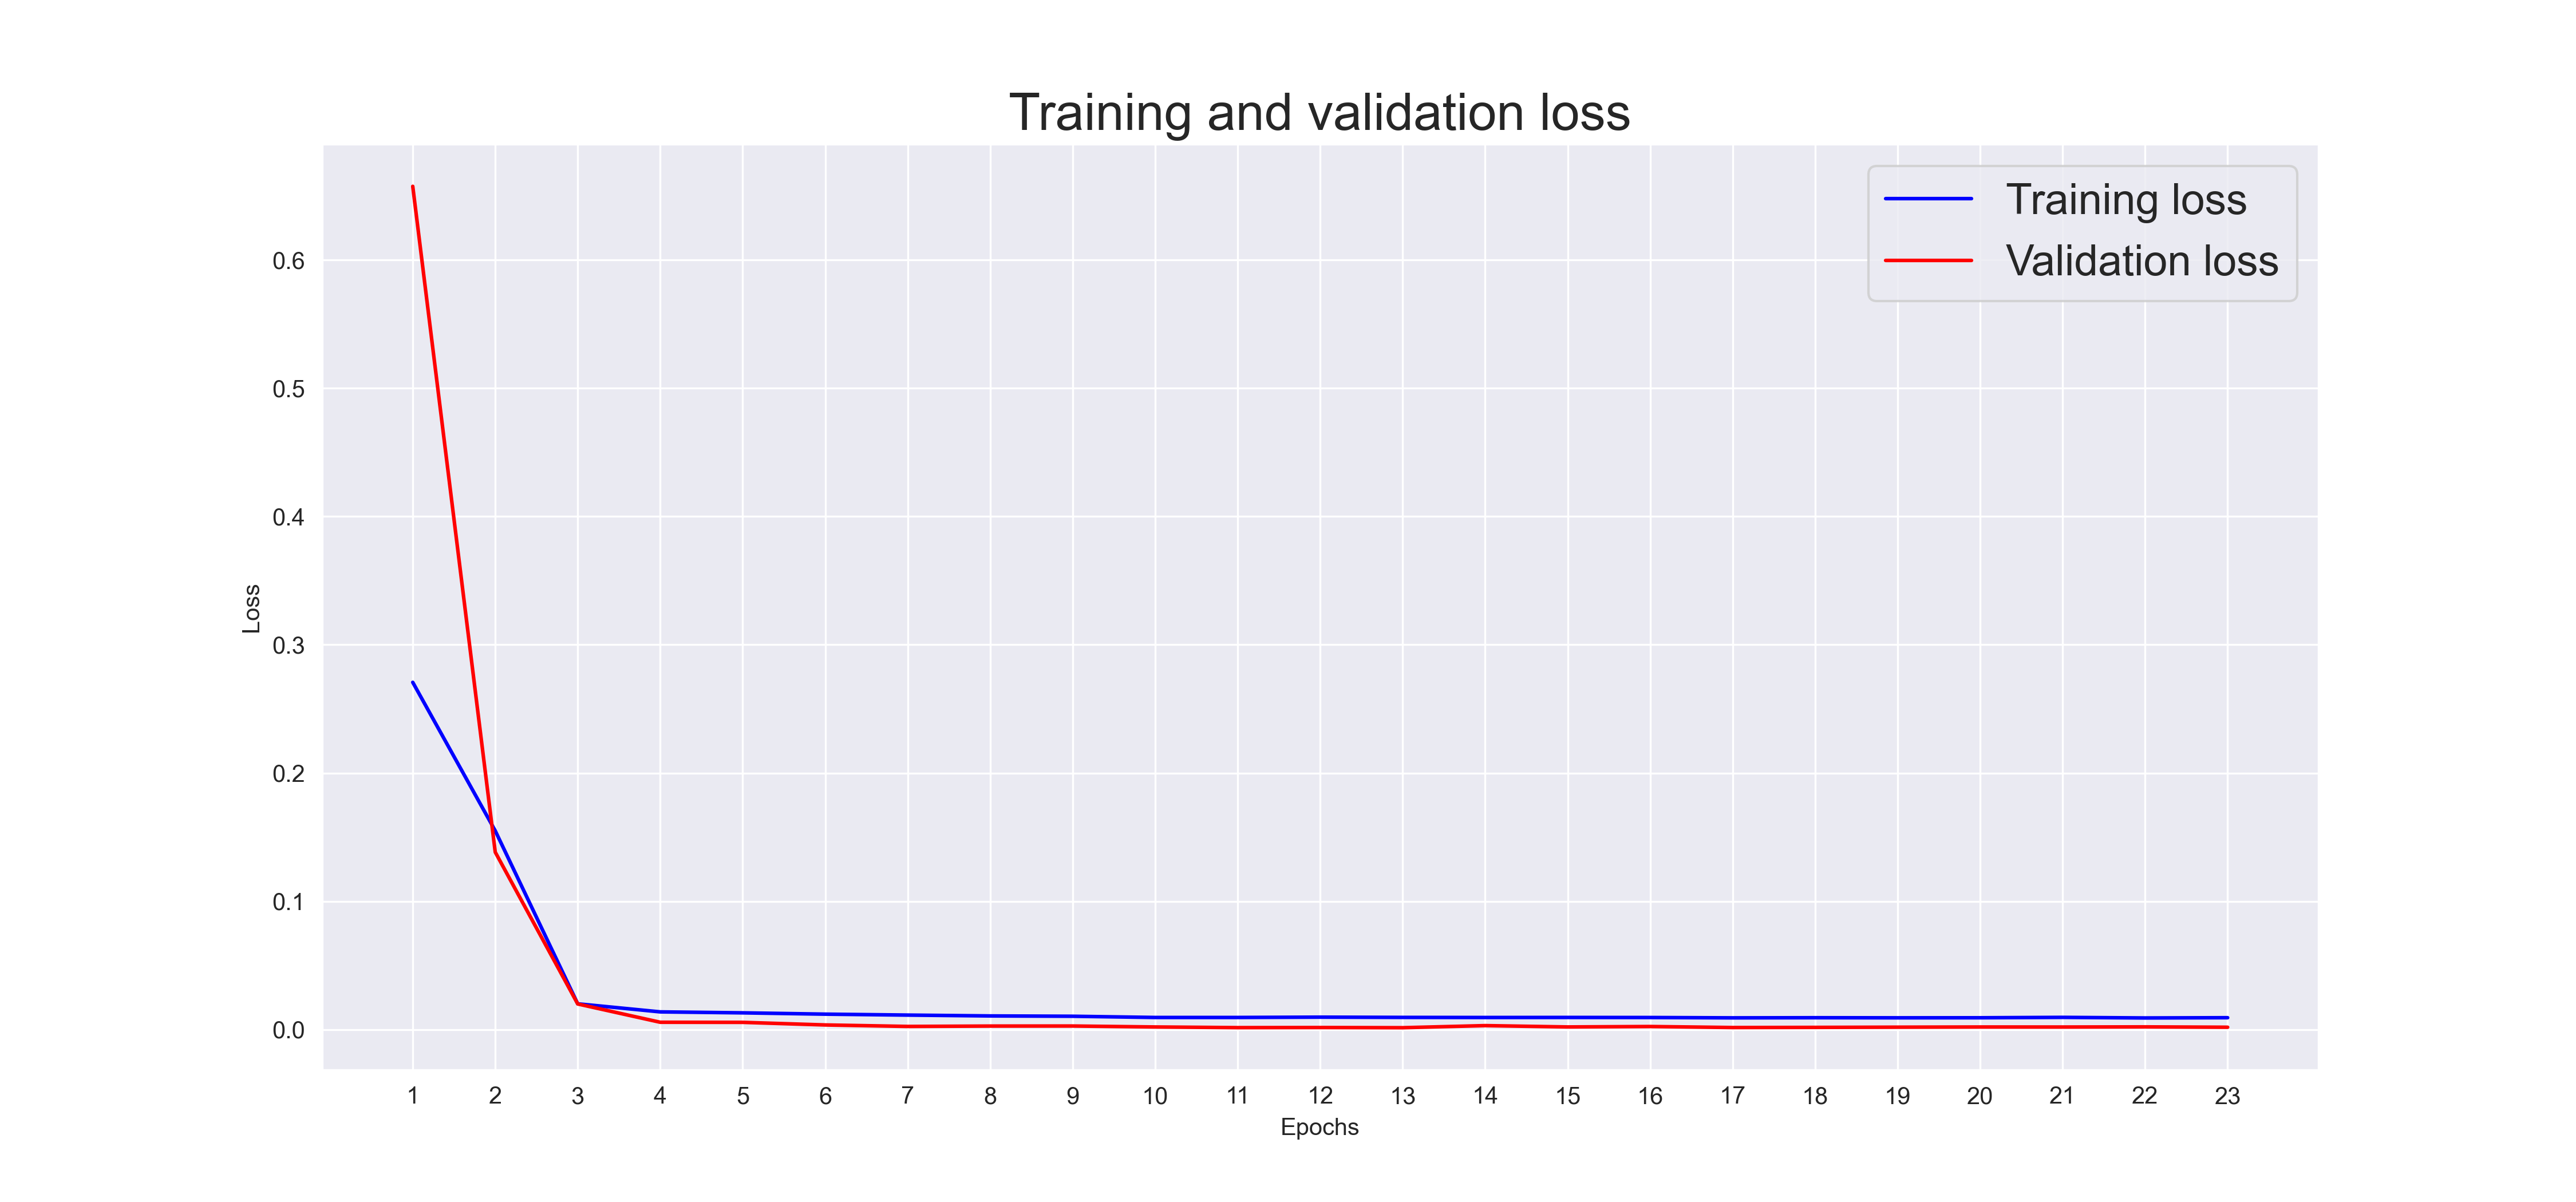 Training and validation loss
Training loss
Validation loss
0.6
0.5
0.4
0.3
0.2
0.1
0.0
Loss
1 2 3 4 5 6 7 8 9 10 11 12 13 14 15 16 17 18 19 20 21 22 23
Epochs